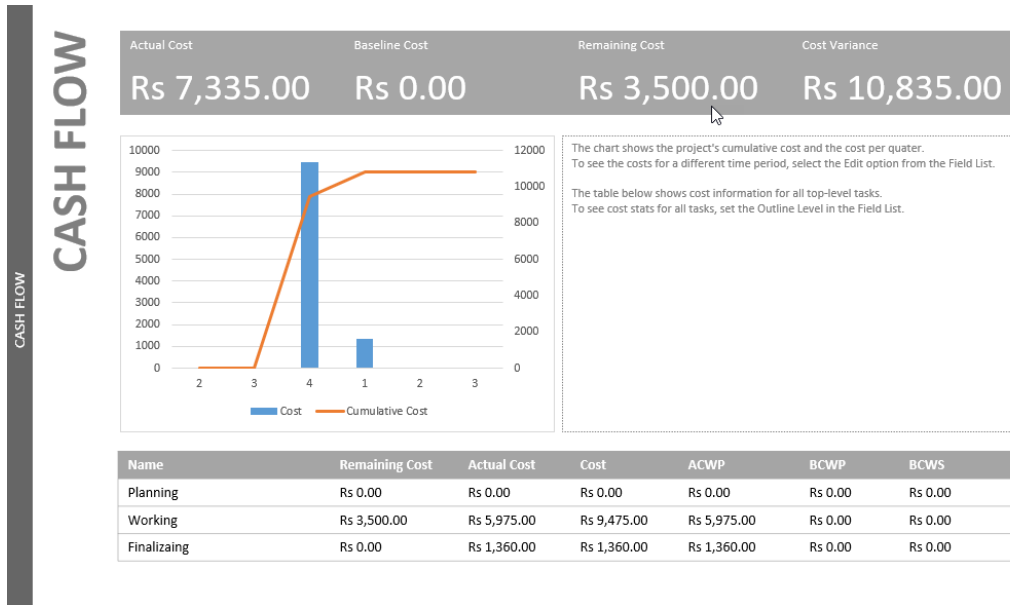 CASH FLOW
CASH FLOW
Actual Cost Baseline Cost Remaining Cost Cost Variance
Rs 7,335.00 Rs 0.00 Rs 3,500.00 Rs 10,835.00
10000
9000
8000
7000
6000
5000
4000
3000
2000
1000
0
12000
10000
8000
6000
4000
2000
0
2 3 4 1 2 3
Cost Cumulative Cost
The chart shows the project's cumulative cost and the cost per quater.
To see the costs for a different time period, select the Edit option from the Field List.
The table below shows cost information for all top-level tasks.
To see cost stats for all tasks, set the Outline Level in the Field List.
Name Remaining Cost Actual Cost Cost ACWP BCWP BCWS
Planning Rs 0.00 Rs 0.00 Rs 0.00 Rs 0.00 Rs 0.00 Rs 0.00
Working Rs 3,500.00 Rs 5,975.00 Rs 9,475.00 Rs 5,975.00 Rs 0.00 Rs 0.00
Finalizaing Rs 0.00 Rs 1,360.00 Rs 1,360.00 Rs 1,360.00 Rs 0.00 Rs 0.00